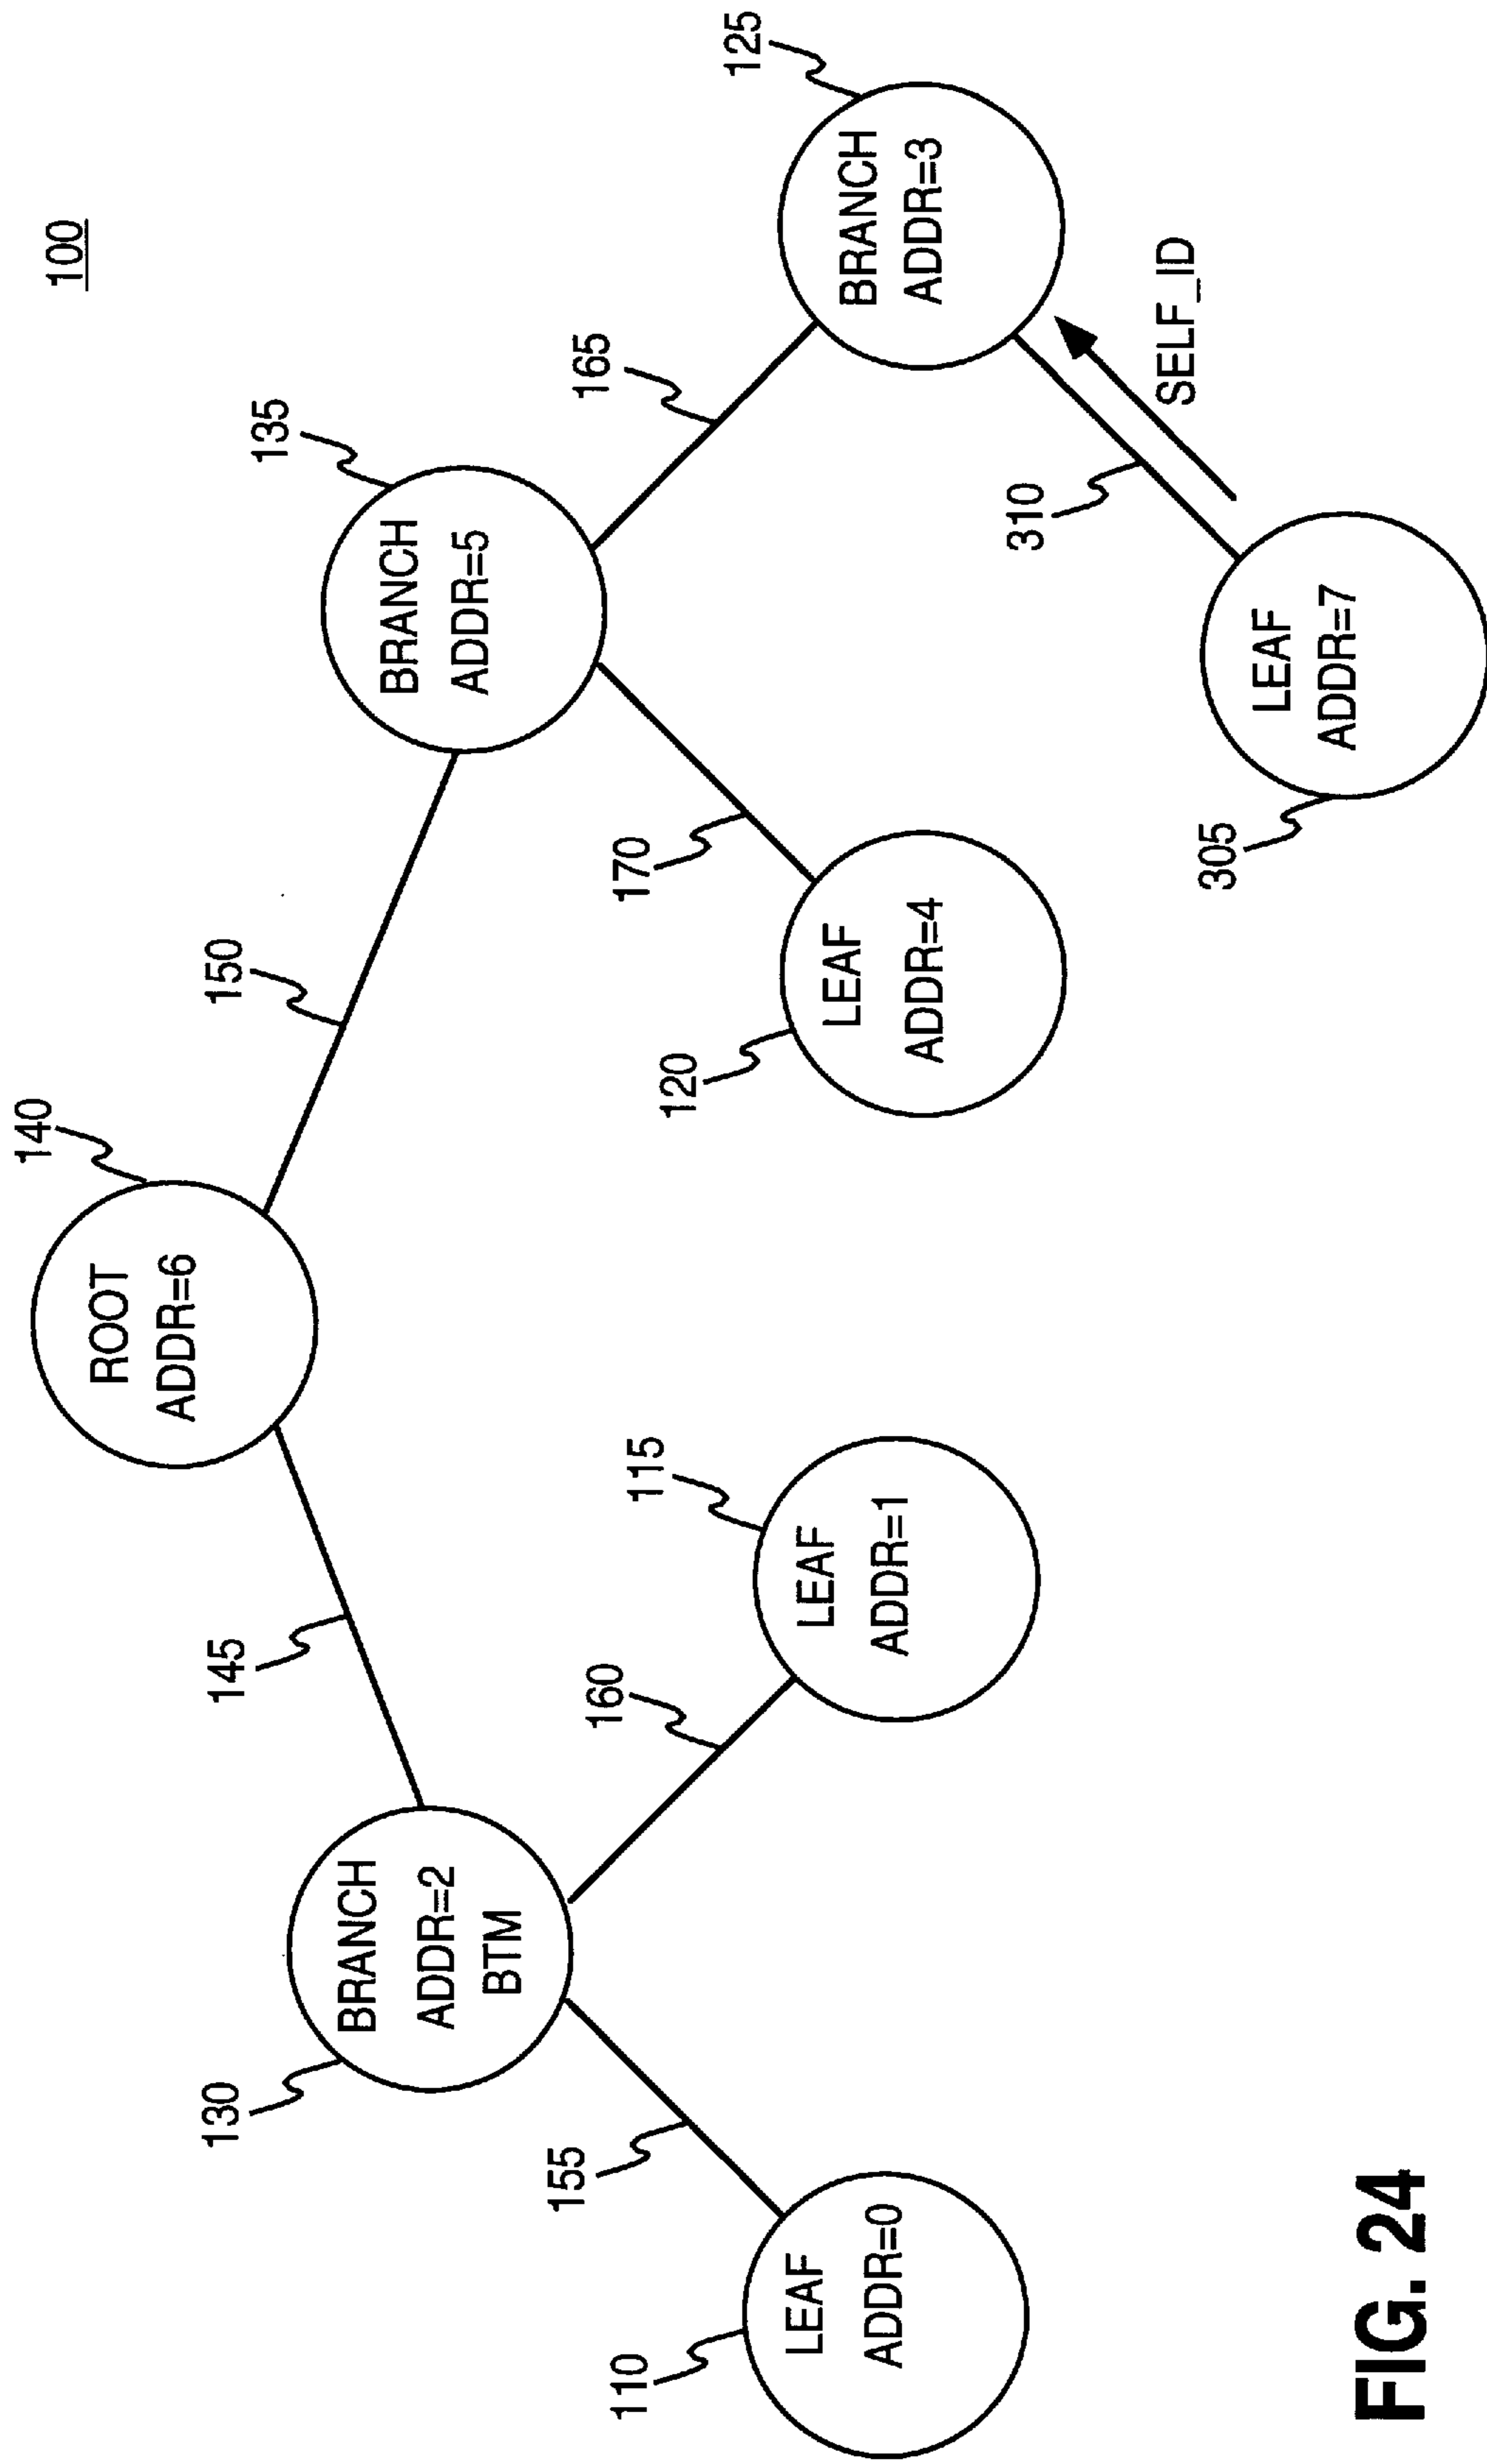 100
140
ROOT
ADDR=6
145
150
130
BRANCH
ADDR=2
BTM
135
BRANCH
ADDR=5
155
160
170
165
110
LEAF
ADDR=0
115
LEAF
ADDR=1
120
LEAF
ADDR=4
125
BRANCH
ADDR=3
310
SELF_ID
305
LEAF
ADDR=7
FIG. 24